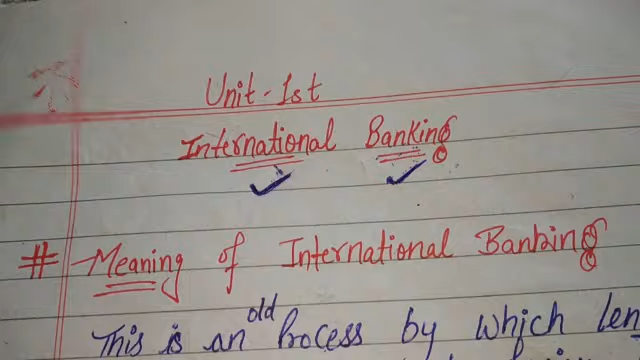 Unit-1st
International Banking
# Meaning of International Banking
This is an old Process by which len